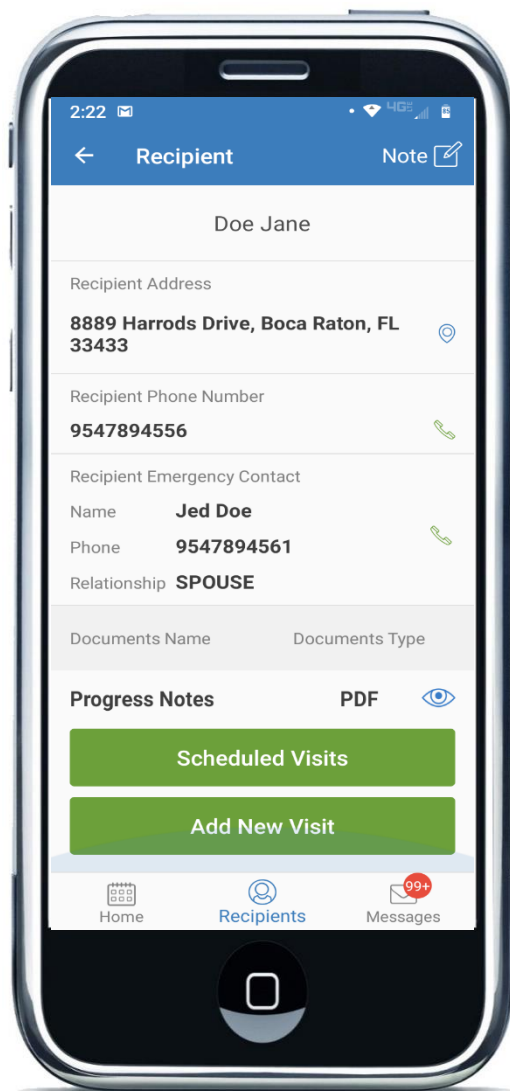 2:22 4GE
Recipient Note
Doe Jane
Recipient Address
8889 Harrods Drive, Boca Raton, FL
33433
Recipient Phone Number
9547894556
Recipient Emergency Contact
Name Jed Doe
Phone 9547894561
Relationship SPOUSE
Documents Name Documents Type
Progress Notes PDF
Scheduled Visits
Add New Visit
99+
Home Recipients Messages